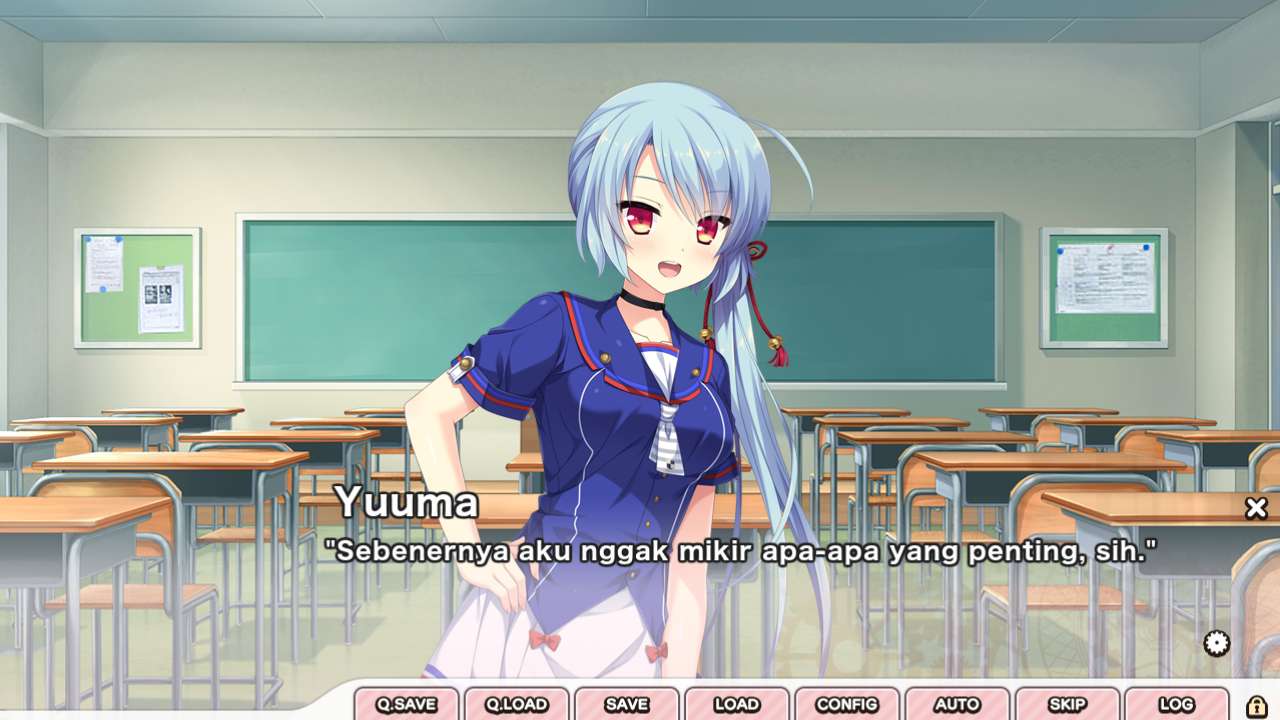 Yuuma
"Sebenernya aku nggak mikir apa-apa yang penting, sih."
Q.SAVE
Q.LOAD
SAVE
LOAD
CONFIG
AUTO
SKIP
LOG